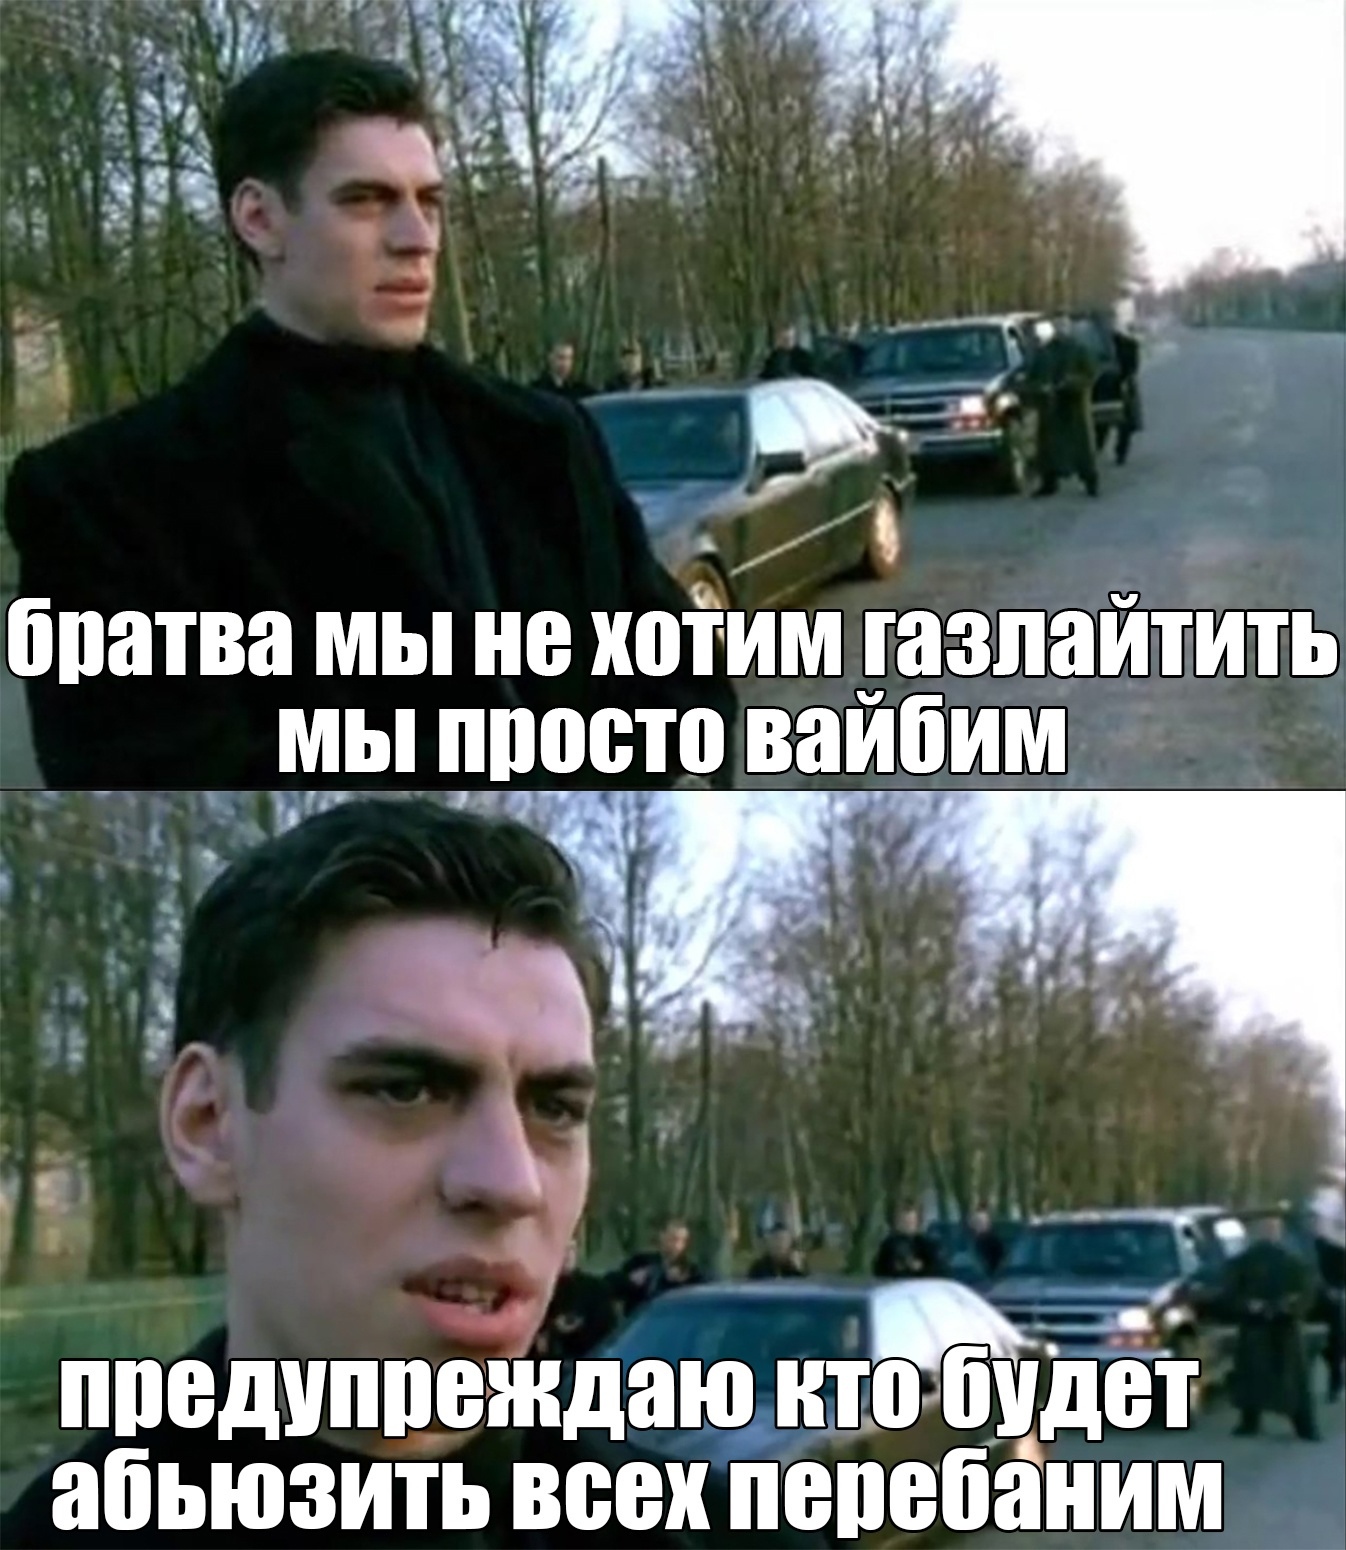 братва мы не хотим газлайтить
мы просто вайбим
предупреждаю кто будет
абьюзить всех перебаним